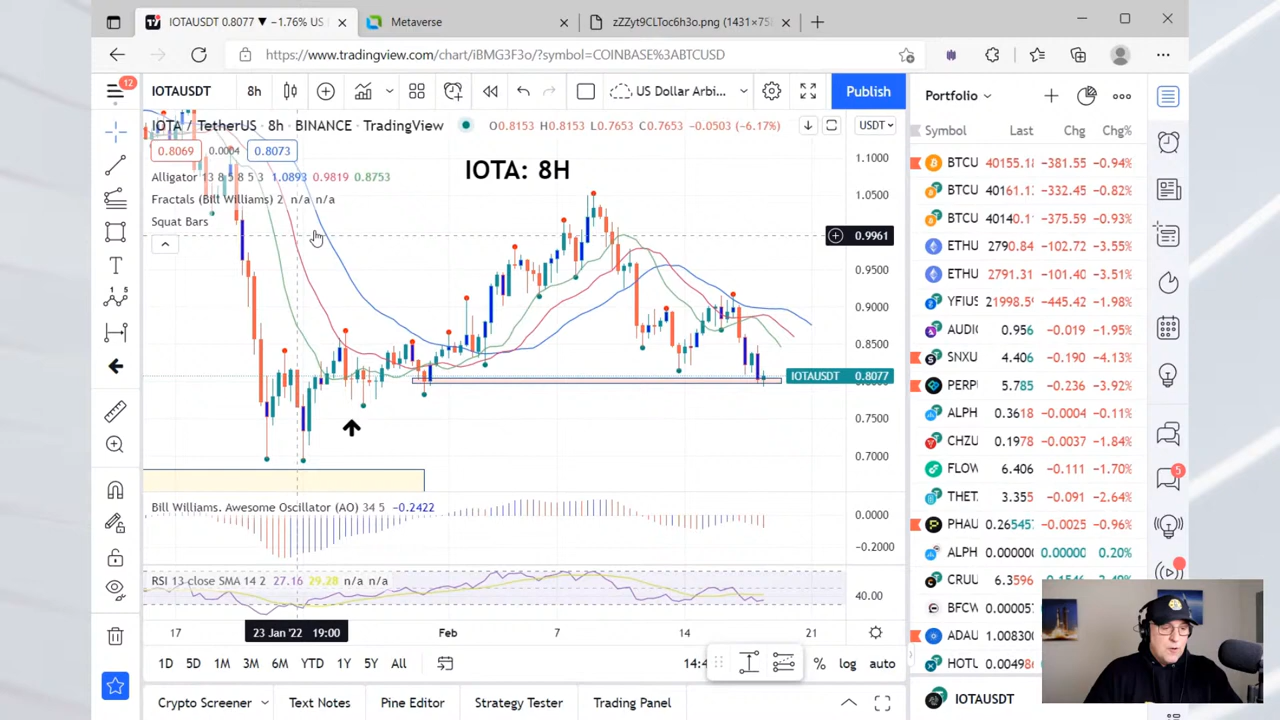 IOTAUSDT 0.8077 ▼ −1.76% US
Metaverse
zZZyt9CLToc6h3o.png (1431×75
https://www.tradingview.com/chart/iBMG3F3o/?symbol=COINBASE%3ABTCUSD
12
IOTAUSDT 8h US Dollar Arbi... Publish
Portfolio
IOTA / TetherUS · 8h · BINANCE · TradingView O0.8153 H0.8153 L0.7653 C0.7653 −0.0503 (−6.17%) USDT
0.8069 0.0004 0.8073
Alligator 13 8 5 8 5 3 1.0893 0.9819 0.8753
Fractals (Bill Williams) 2 n/a n/a
Squat Bars
IOTA: 8H
1.1000
1.0500
0.9961
0.9500
0.9000
0.8500
IOTAUSDT 0.8077
0.7500
0.7000
Bill Williams. Awesome Oscillator (AO) 34 5 −0.2422
0.0000
−0.2000
RSI 13 close SMA 14 2 27.16 29.28 n/a n/a
40.00
17 23 Jan '22 19:00 Feb 7 14 21
1D 5D 1M 3M 6M YTD 1Y 5Y All 14:4 % log auto
Crypto Screener Text Notes Pine Editor Strategy Tester Trading Panel
Symbol Last Chg Chg%
BTCU 40155.18 −381.55 −0.94%
BTCU 40161.1 −332.45 −0.82%
BTCU 40140.1 −375.59 −0.93%
ETHU 2790.84 −102.72 −3.55%
ETHU 2791.31 −101.40 −3.51%
YFIUS 21998.5 −445.42 −1.98%
AUDIO 0.956 −0.019 −1.95%
SNXU 4.406 −0.190 −4.13%
PERP 5.785 −0.236 −3.92%
ALPH 0.3618 −0.0004 −0.11%
CHZU 0.1978 −0.0037 −1.84%
FLOW 6.406 −0.111 −1.70%
THET. 3.355 −0.091 −2.64%
PHAU 0.26545 −0.0025 −0.96%
ALPH 0.000000 0.00000 0.20%
CRUU 6.3596
BFCW 0.000005
ADAU 1.00830
HOTU 0.004986
IOTAUSDT
5